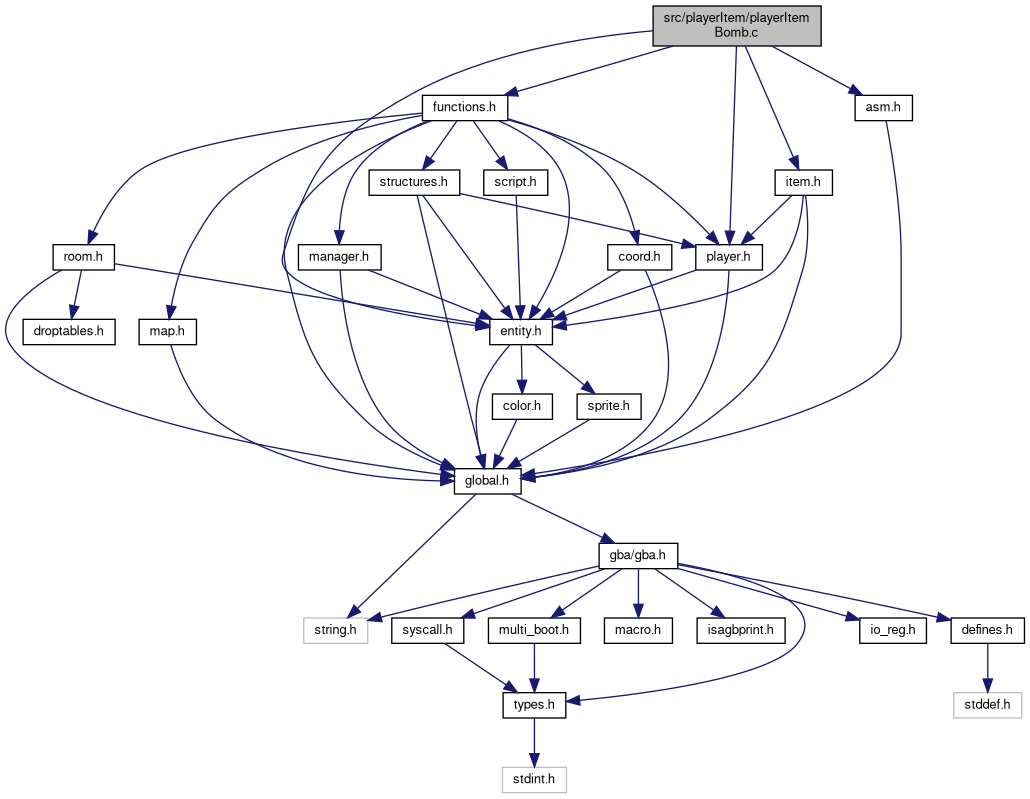 src/playerItem/playerItem
Bomb.c
functions.h
asm.h
structures.h
script.h
item.h
room.h
manager.h
coord.h
player.h
droptables.h
map.h
entity.h
color.h
sprite.h
global.h
gba/gba.h
string.h
syscall.h
multi_boot.h
macro.h
isagbprint.h
io_reg.h
defines.h
types.h
stddef.h
stdint.h